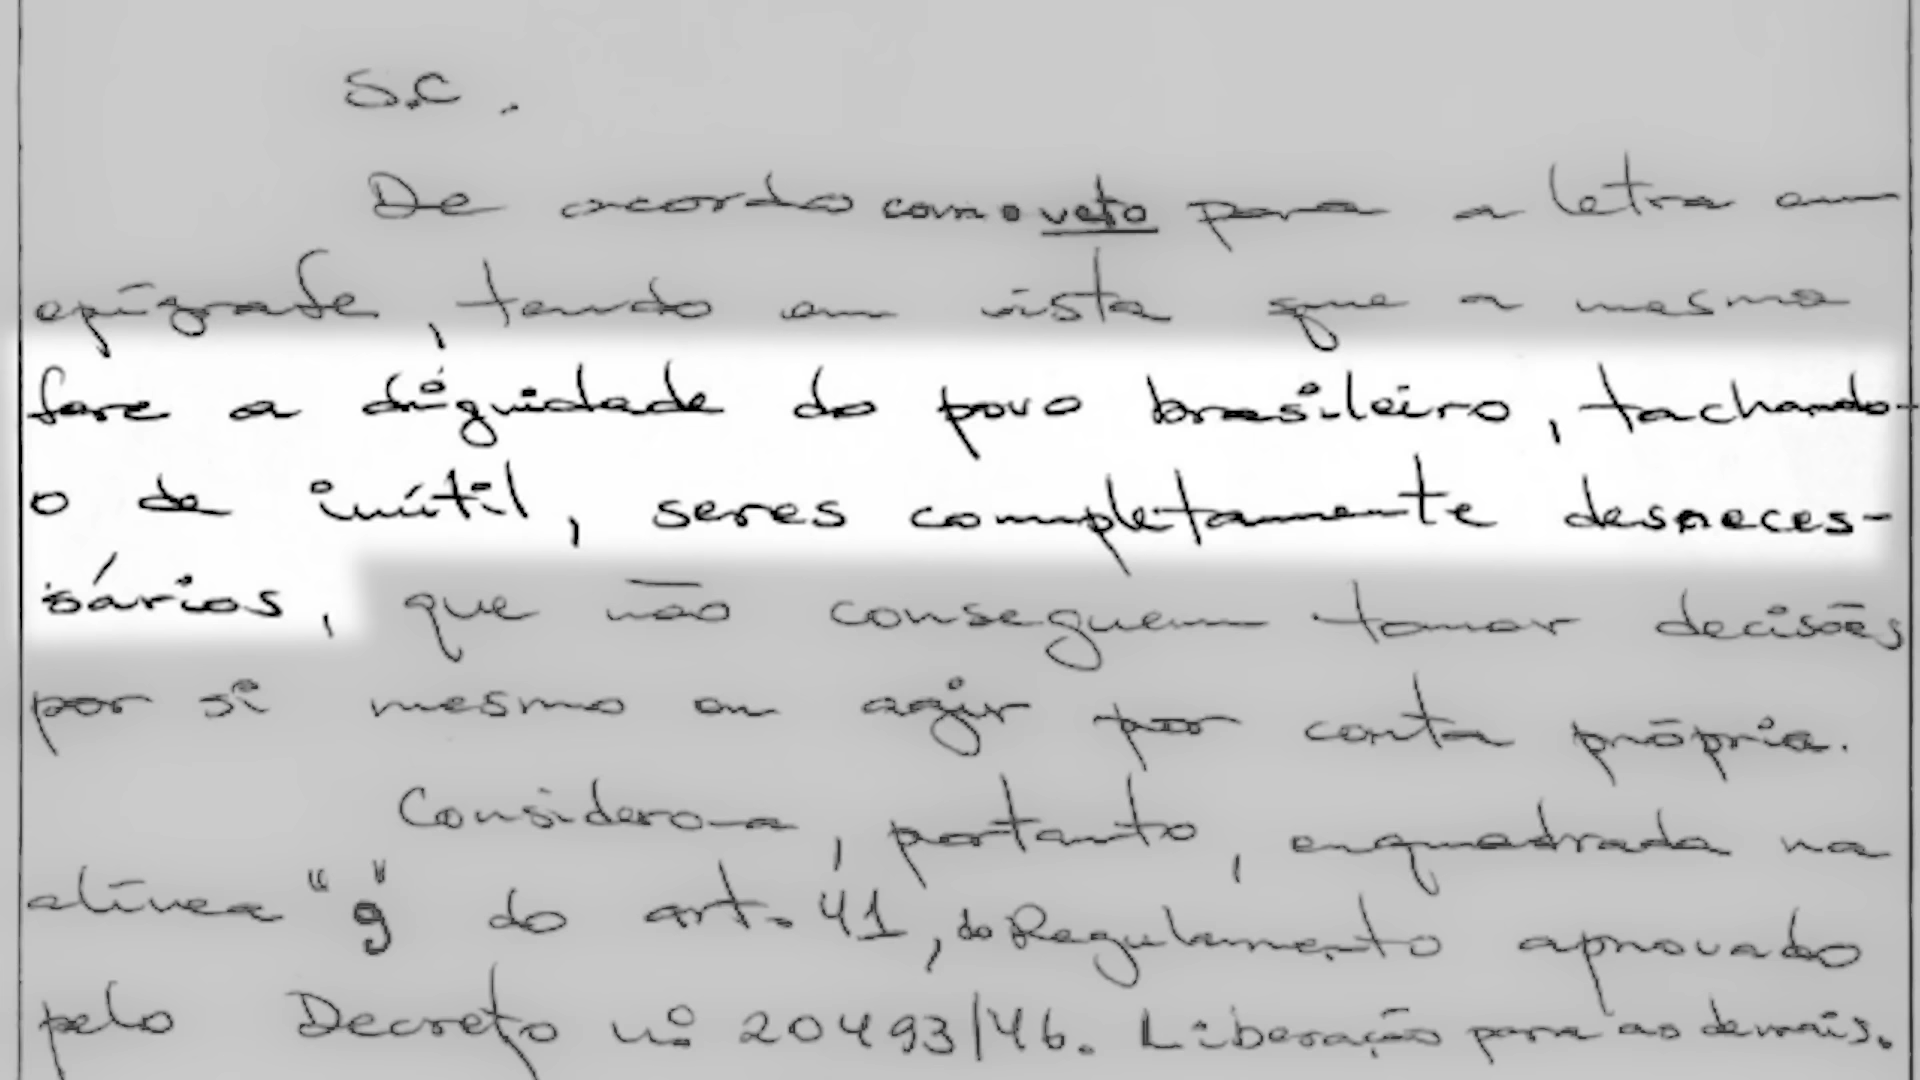 S.C.
De acordo com o veto para a letra em
epígrafe, tendo em vista que a mesma
fere a dignidade do povo brasileiro, tachando-
o de inútil, seres completamente desneces-
sários, que não conseguem tomar decisões
por si mesmo ou agir por conta própria.
Considero-a, portanto, enquadrada na
alínea "g" do art. 41, do Regulamento aprovado
pelo Decreto nº 20493/46. Liberação para as demais.